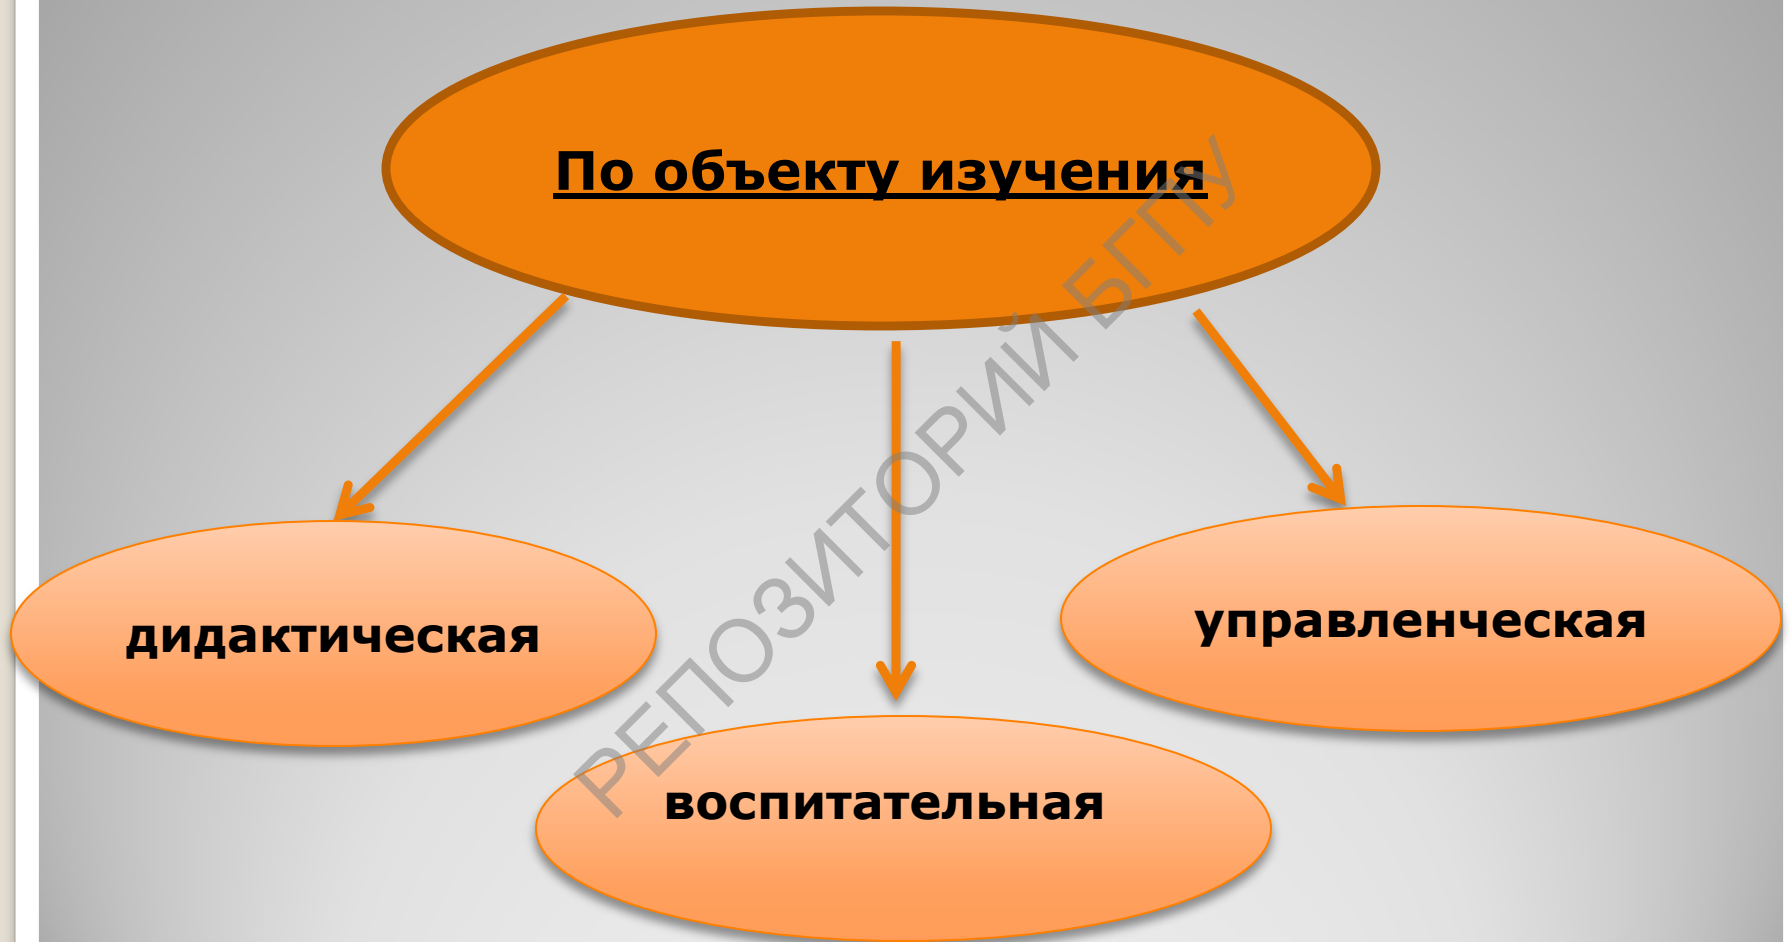 По объекту изучения
дидактическая
управленческая
воспитательная
РЕПОЗИТОРИЙ БГПУ